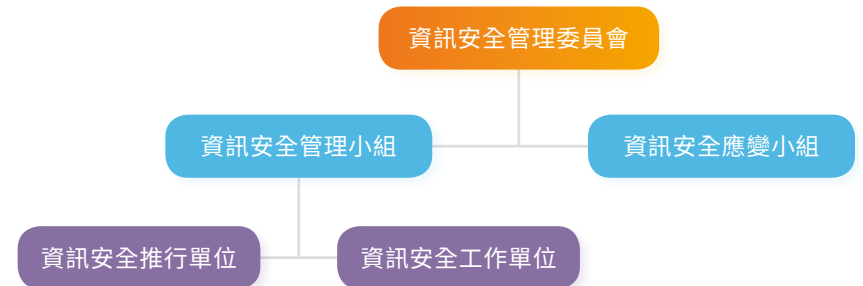 資訊安全管理委員會
資訊安全管理小組
資訊安全應變小組
資訊安全推行單位
資訊安全工作單位